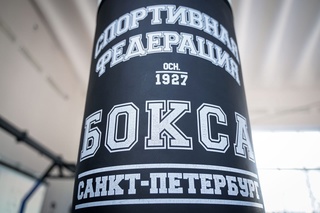 СПОРТИВНАЯ
ФЕДЕРАЦИЯ
ОСН.
1927
БОКСА
САНКТ-ПЕТЕРБУРГ